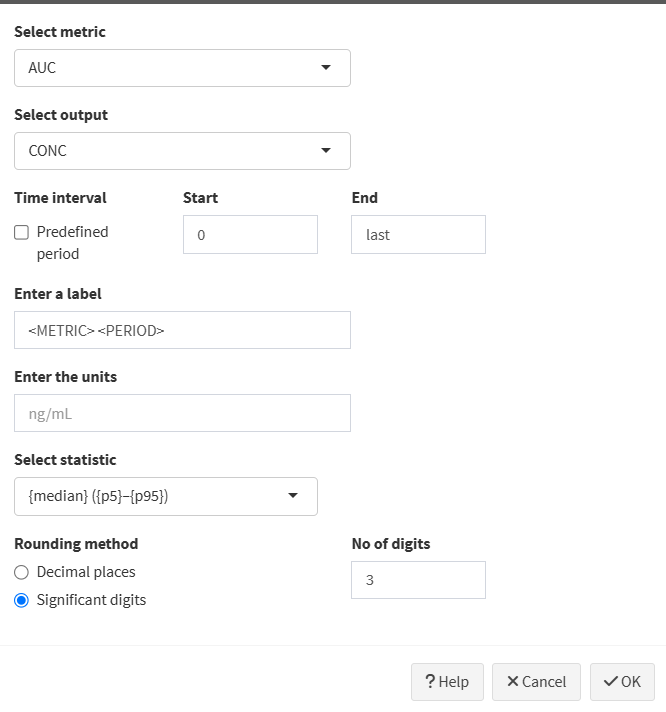 Select metric
AUC
Select output
CONC
Time interval Start End
Predefined period 0 last
Enter a label
<METRIC> <PERIOD>
Enter the units
ng/mL
Select statistic
{median} ({p5}–{p95})
Rounding method No of digits
Decimal places
3
Significant digits
? Help Cancel OK